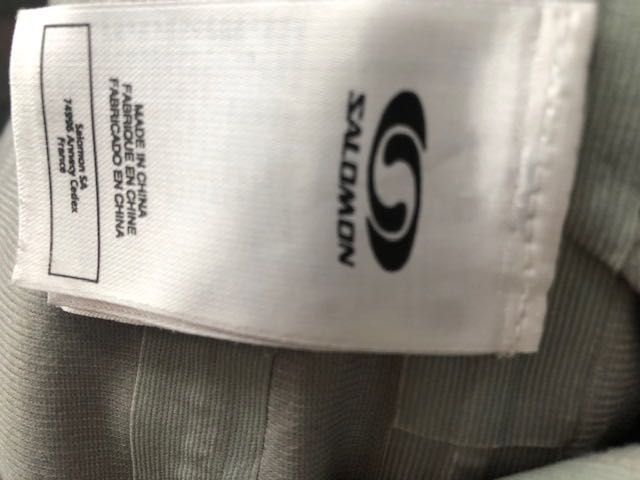 SALOMON
MADE IN CHINA
FABRIQUE EN CHINE
FABRICADO EN CHINA
Salomon SA
74996 Annecy Cedex
France